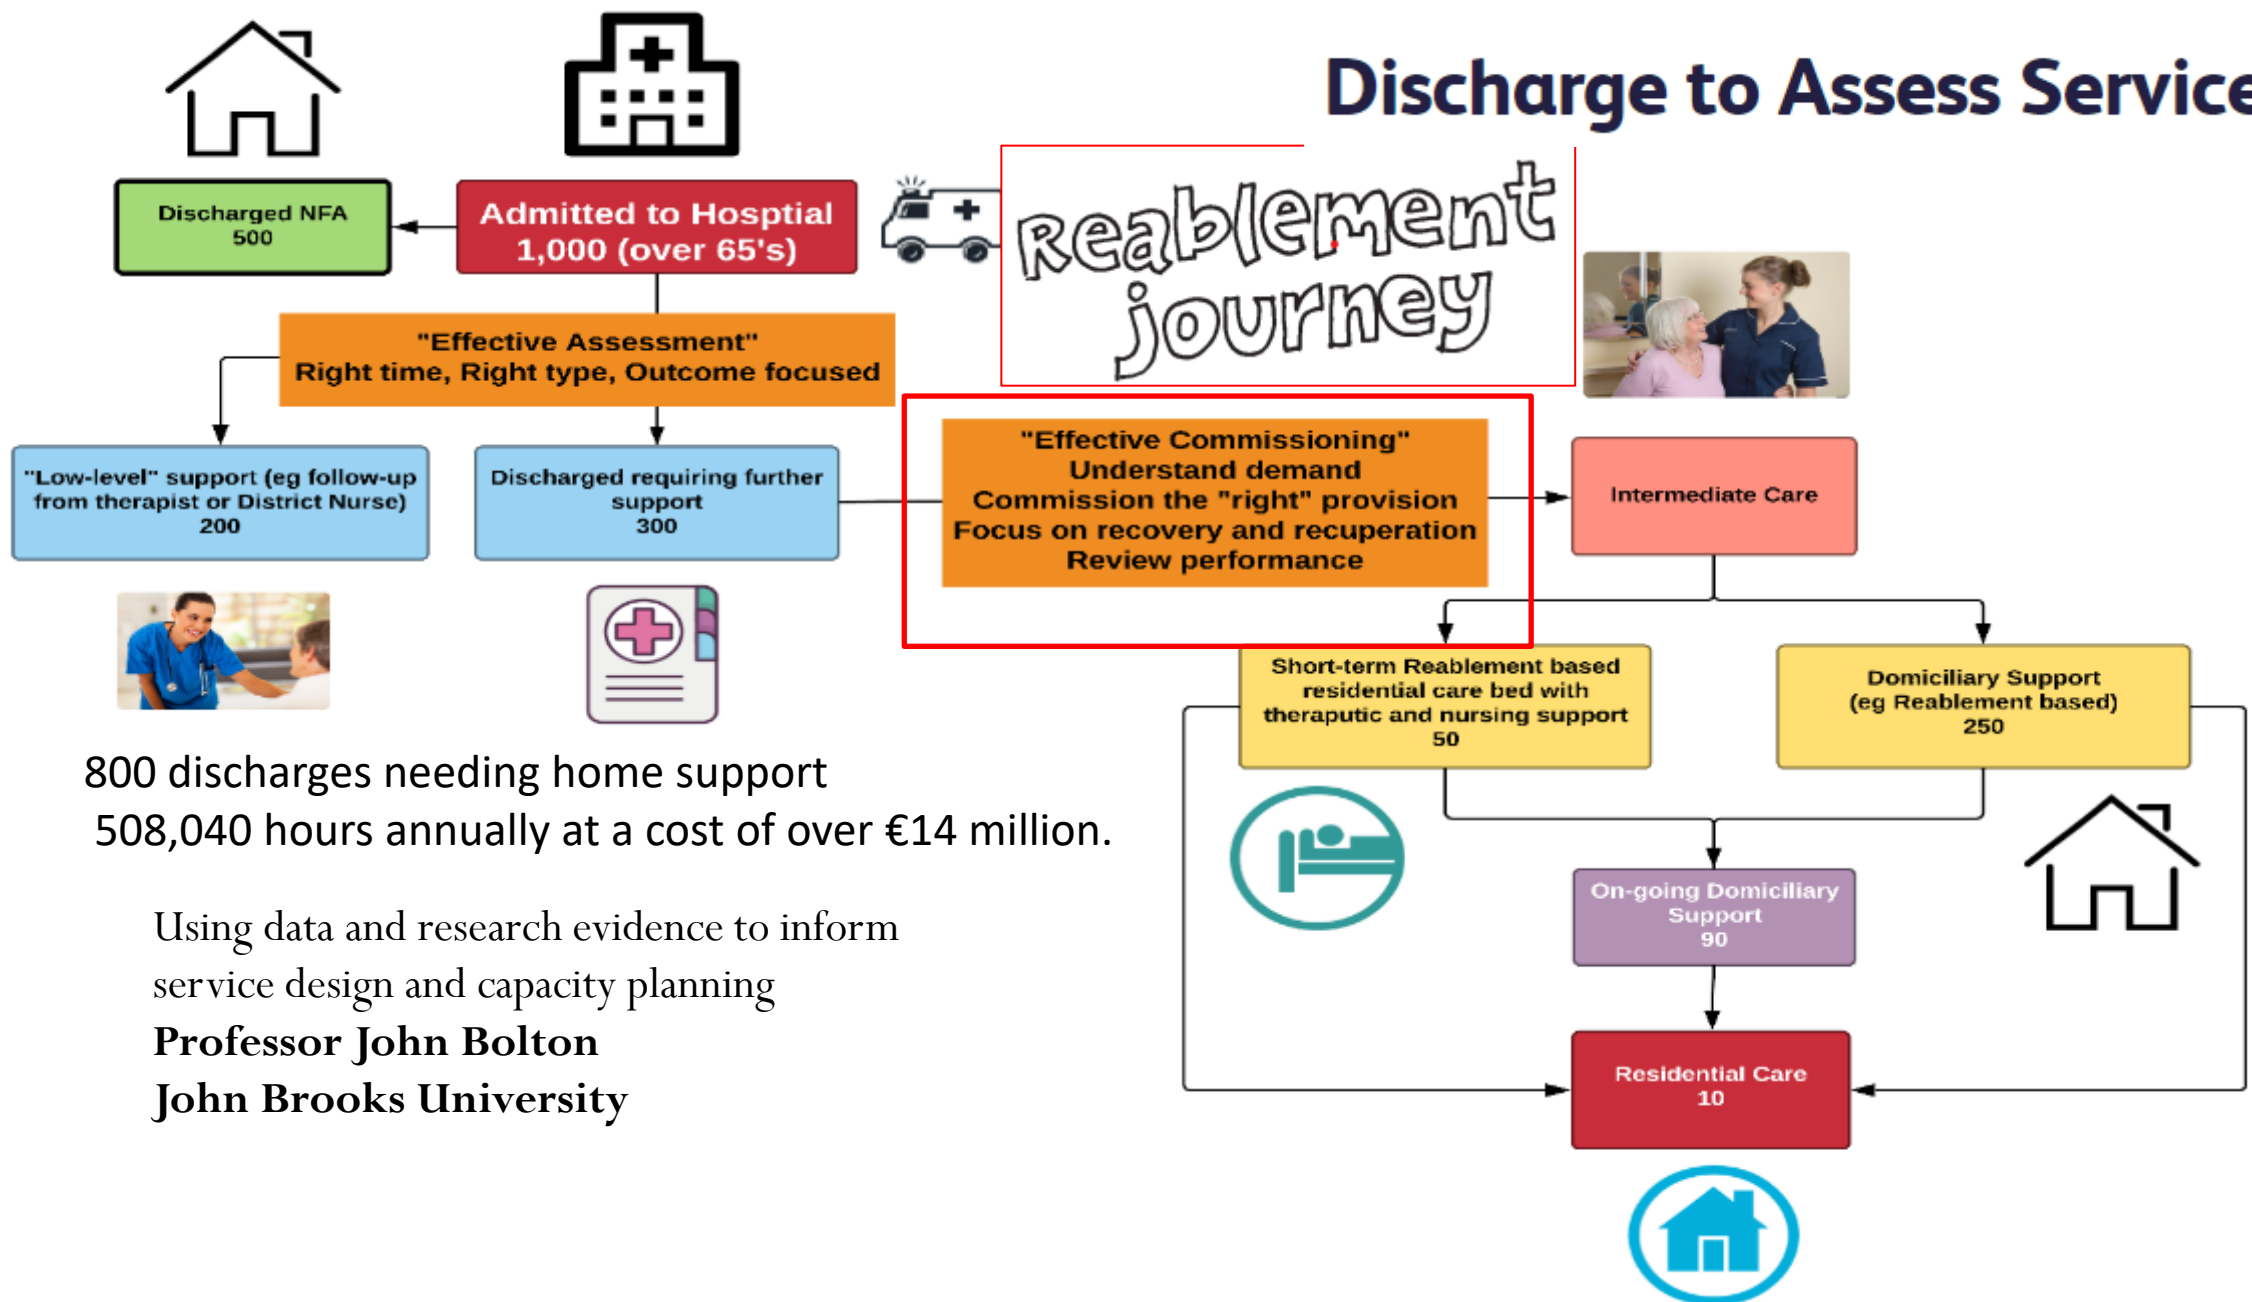 Discharge to Assess Service
Discharged NFA
500
Admitted to Hosptial
1,000 (over 65's)
Reablement
journey
"Effective Assessment"
Right time, Right type, Outcome focused
"Low-level" support (eg follow-up
from therapist or District Nurse)
200
Discharged requiring further
support
300
"Effective Commissioning"
Understand demand
Commission the "right" provision
Focus on recovery and recuperation
Review performance
Intermediate Care
Short-term Reablement based
residential care bed with
theraputic and nursing support
50
Domiciliary Support
(eg Reablement based)
250
800 discharges needing home support
508,040 hours annually at a cost of over €14 million.
On-going Domiciliary
Support
90
Using data and research evidence to inform
service design and capacity planning
Professor John Bolton
John Brooks University
Residential Care
10